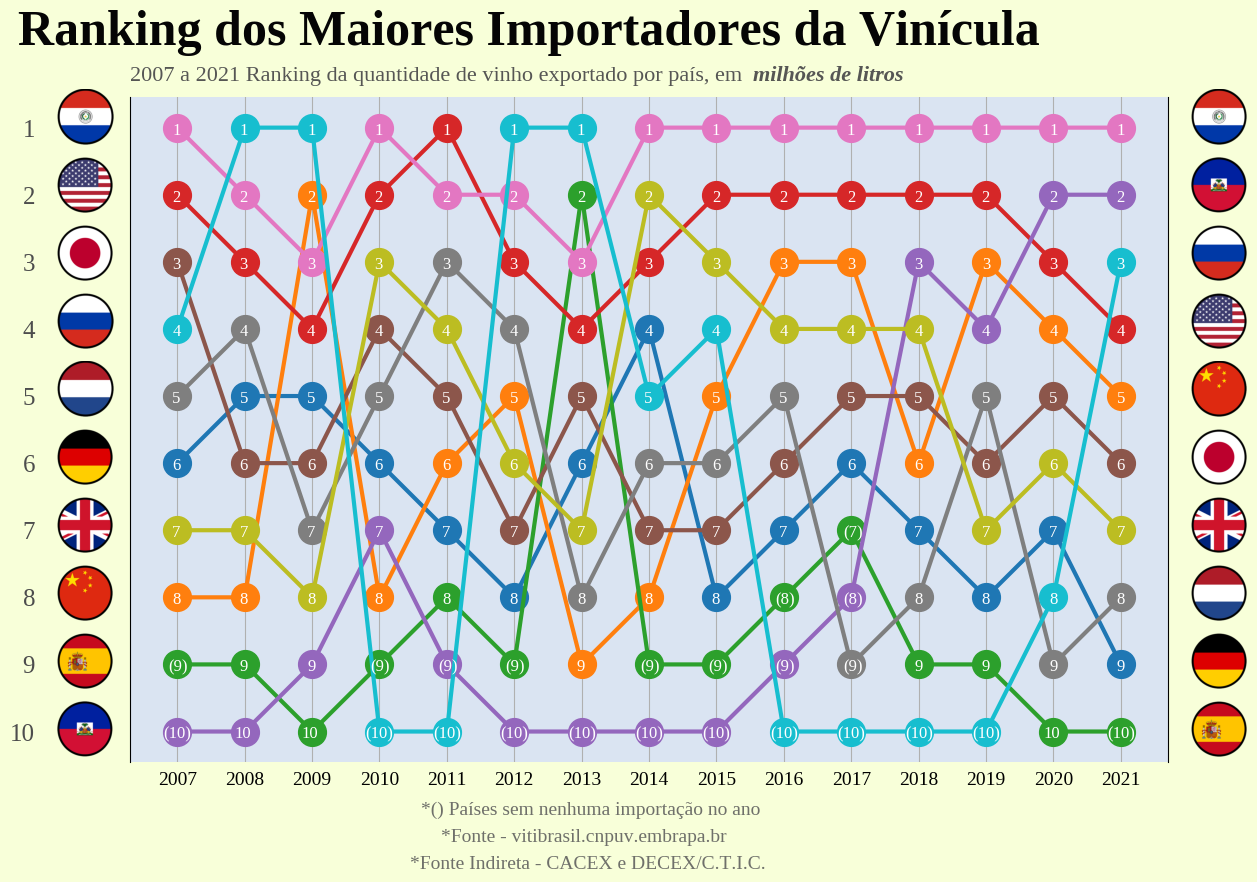 Ranking dos Maiores Importadores da Vinícula
2007 a 2021 Ranking da quantidade de vinho exportado por país, em milhões de litros
1 1 1 1 1 1 1 1 1 1 1 1 1 1 1 1
2 2 2 2 2 2 2 2 2 2 2 2 2 2 2 2
3 3 3 3 3 3 3 3 3 3 3 3 3 3 3 3
4 4 4 4 4 4 4 4 4 4 4 4 4 4 4 4
5 5 5 5 5 5 5 5 5 5 5 5 5 5 5 5
6 6 6 6 6 6 6 6 6 6 6 6 6 6 6 6
7 7 7 7 7 7 7 7 7 7 7 (7) 7 7 7 7
8 8 8 8 8 8 8 8 8 8 (8) (8) 8 8 8 8
9 (9) 9 9 (9) (9) (9) 9 (9) (9) (9) (9) 9 9 9 9
10 (10) 10 10 (10) (10) (10) (10) (10) (10) (10) (10) (10) (10) 10 (10)
2007 2008 2009 2010 2011 2012 2013 2014 2015 2016 2017 2018 2019 2020 2021
*() Países sem nenhuma importação no ano
*Fonte - vitibrasil.cnpuv.embrapa.br
*Fonte Indireta - CACEX e DECEX/C.T.I.C.